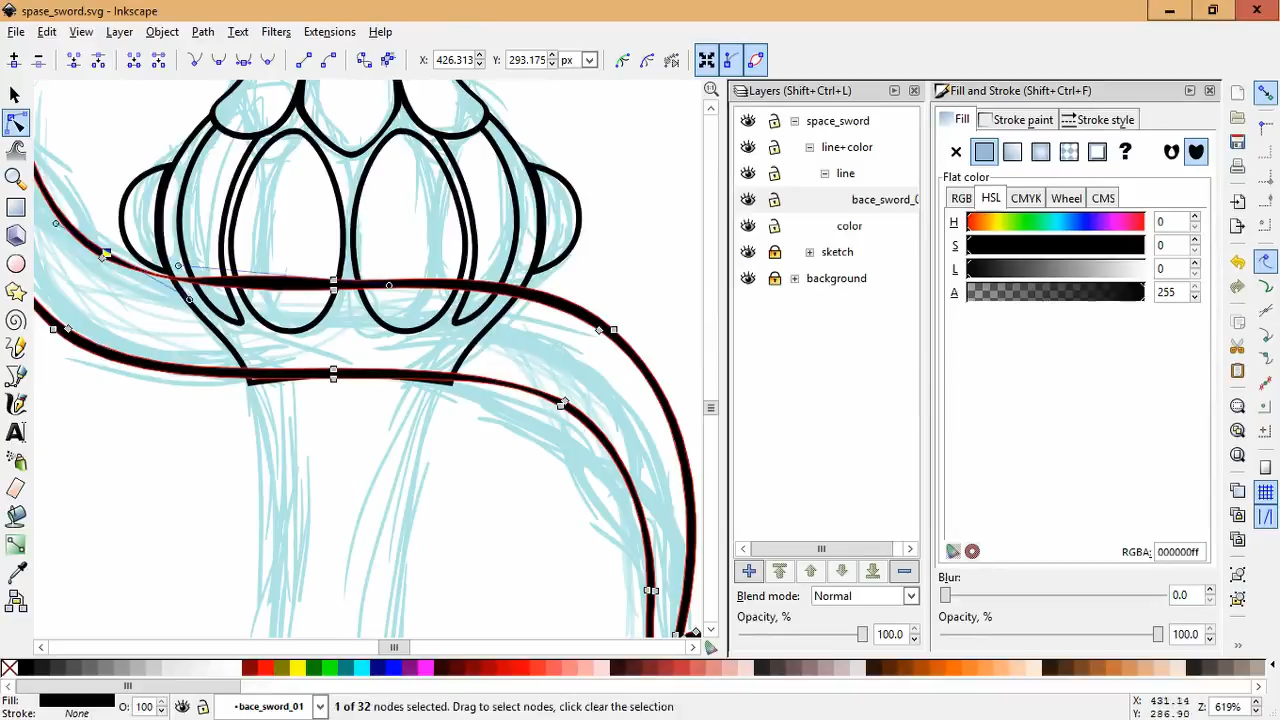 spase_sword.svg - Inkscape
File Edit View Layer Object Path Text Filters Extensions Help
X: 426.313 Y: 293.175 px
Layers (Shift+Ctrl+L)
Fill and Stroke (Shift+Ctrl+F)
space_sword
line+color
line
bace_sword_0
color
sketch
background
Fill Stroke paint Stroke style
?
Flat color
RGB HSL CMYK Wheel CMS
H 0
S 0
L 0
A 255
RGBA: 000000ff
Blend mode: Normal
Blur:
0.0
Opacity, %
100.0
Opacity, %
100.0
Fill:
Stroke: None
O: 100
•bace_sword_01
1 of 32 nodes selected. Drag to select nodes, click clear the selection
X: 431.14
Y: 286.90
Z: 619%